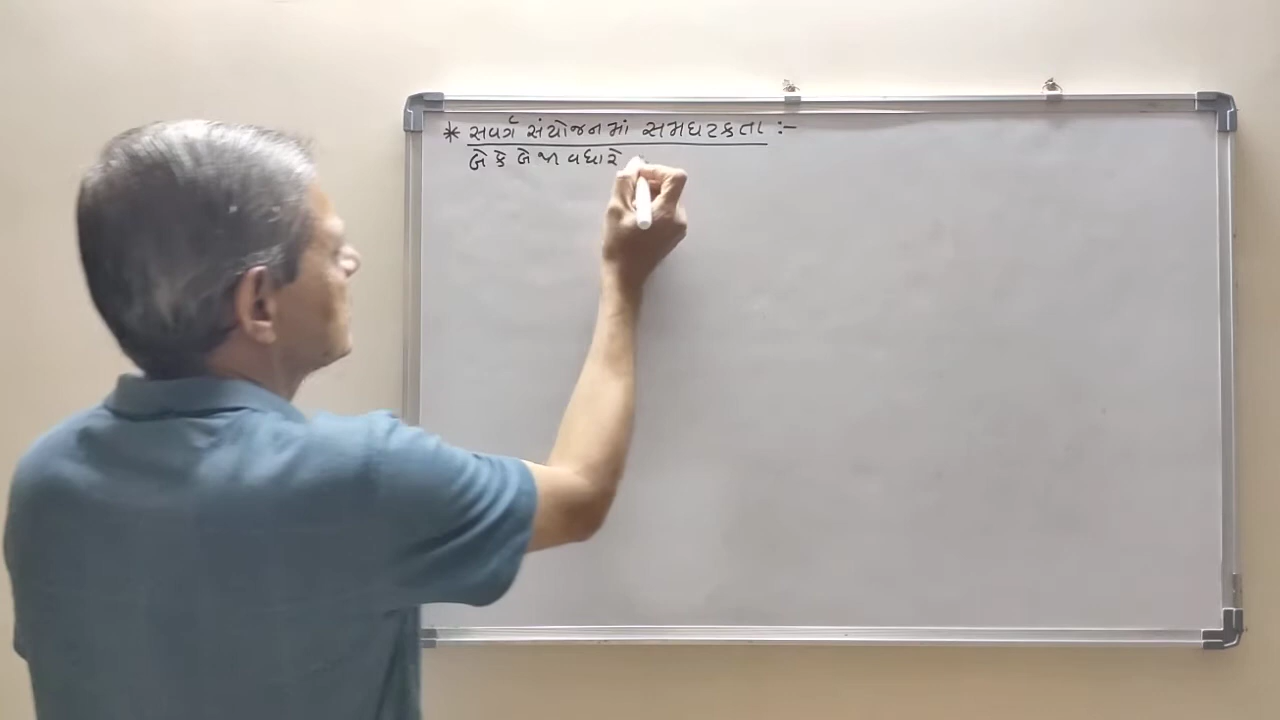 * સવર્ગ સંયોજનમાં સમઘટકતા :-
બે કે બેથી વધારે